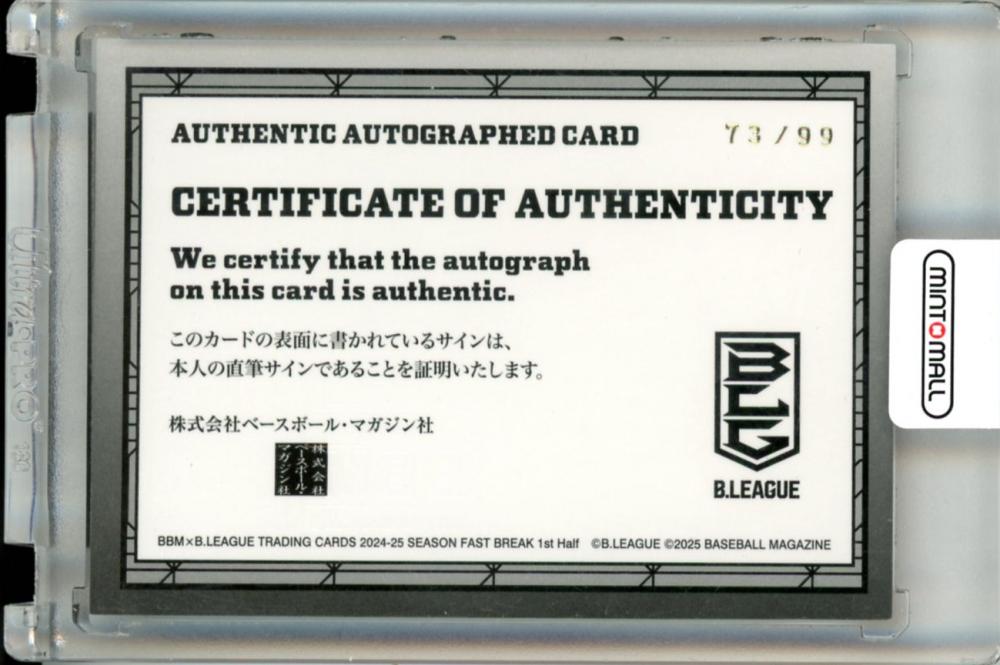 AUTHENTIC AUTOGRAPHED CARD
73/99
CERTIFICATE OF AUTHENTICITY
We certify that the autograph
on this card is authentic.
このカードの表面に書かれているサインは、
本人の直筆サインであることを証明いたします。
株式会社ベースボール・マガジン社
株式会社
ベースボール・
マガジン社
BLG
B.LEAGUE
BBM×B.LEAGUE TRADING CARDS 2024-25 SEASON FAST BREAK 1st Half ©B.LEAGUE ©2025 BASEBALL MAGAZINE
MINTMALL